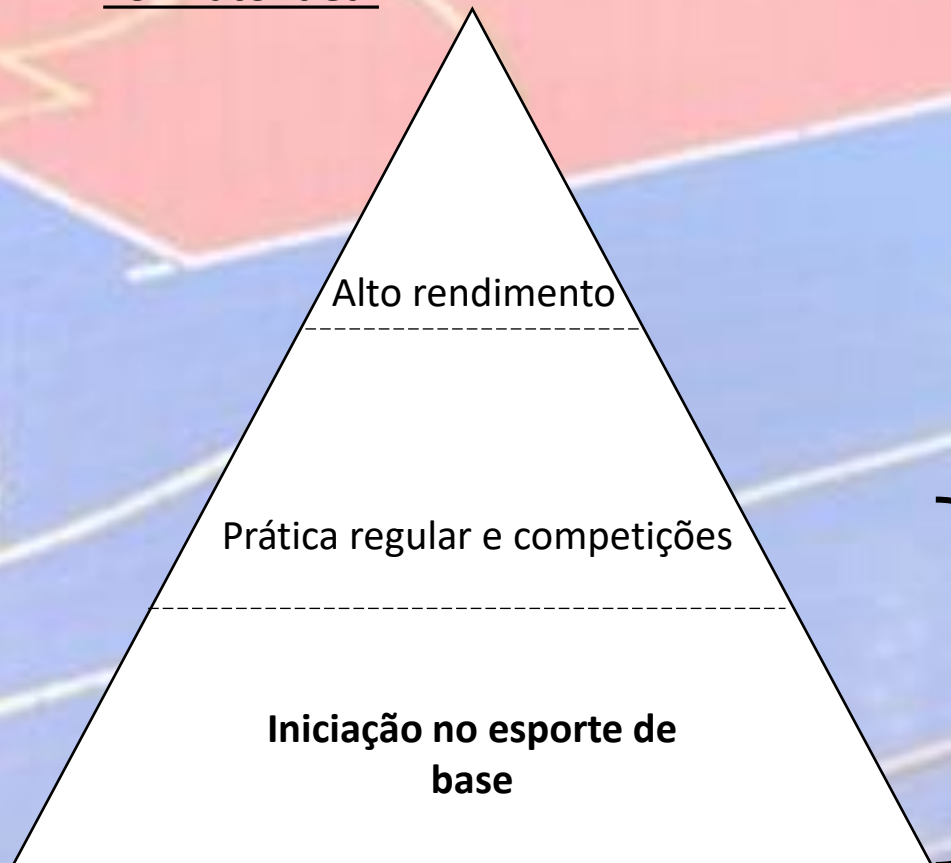 Alto rendimento
Prática regular e competições
Iniciação no esporte de
base